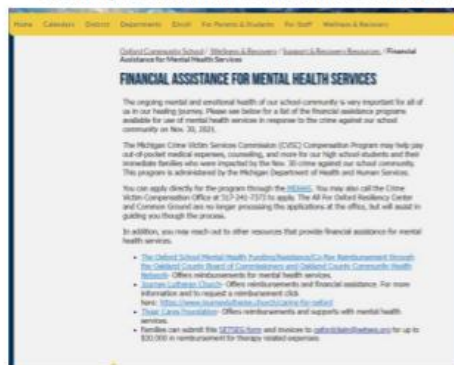 Home Calendars District Departments Enroll For Parents & Students For Staff Wellness & Recovery
Oxford Community School / Wellness & Recovery / Support & Recovery Resources / Financial
Assistance for Mental Health Services
FINANCIAL ASSISTANCE FOR MENTAL HEALTH SERVICES
The ongoing mental and emotional health of our school community is very important for all of
us in our healing journey. Please see below for a list of the financial assistance programs
available for use of mental health services in response to the crime against our school
community on Nov. 30, 2021.
The Michigan Crime Victim Services Commission (CVSC) Compensation Program may help pay
out-of-pocket medical expenses, counseling, and more for our high school students and their
immediate families who were impacted by the Nov. 30 crime against our school community.
This program is administered by the Michigan Department of Health and Human Services.
You can apply directly for the program through the MDHHS. You may also call the Crime
Victim Compensation Office at 517-241-7373 to apply. The All For Oxford Resiliency Center
and Common Ground are no longer processing the applications at the office, but will assist in
guiding you though the process.
In addition, you may reach out to other resources that provide financial assistance for mental
health services.
• The Oxford School Mental Health Funding/Assistance/Co-Pay Reimbursement through
the Oakland County Board of Commissioners and Oakland County Community Health
Network- Offers reimbursements for mental health services.
• Journey Lutheran Church- Offers reimbursements and financial assistance. For more
information and to request a reimbursement click
here:
• Thijar Cares Foundation- Offers reimbursements and supports with mental health
services.
• Families can submit this SETSEG form and invoices to for up to
$10,000 in reimbursement for therapy related expenses